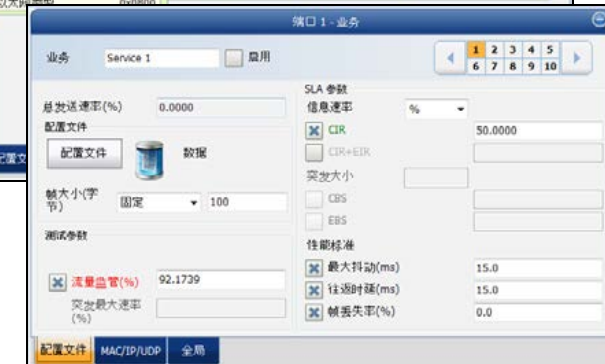 0x0800
端口 1 - 业务
业务 Service 1 启用
1 2 3 4 5
6 7 8 9 10
总发送速率(%) 0.0000
配置文件
配置文件 数据
帧大小(字节) 固定 100
测试参数
流量监管(%) 92.1739
突发最大速率(%)
SLA 参数
信息速率 %
CIR 50.0000
CIR+EIR
突发大小
CBS
EBS
性能标准
最大抖动(ms) 15.0
往返时延(ms) 15.0
帧丢失率(%) 0.0
配置文件 MAC/IP/UDP 全局